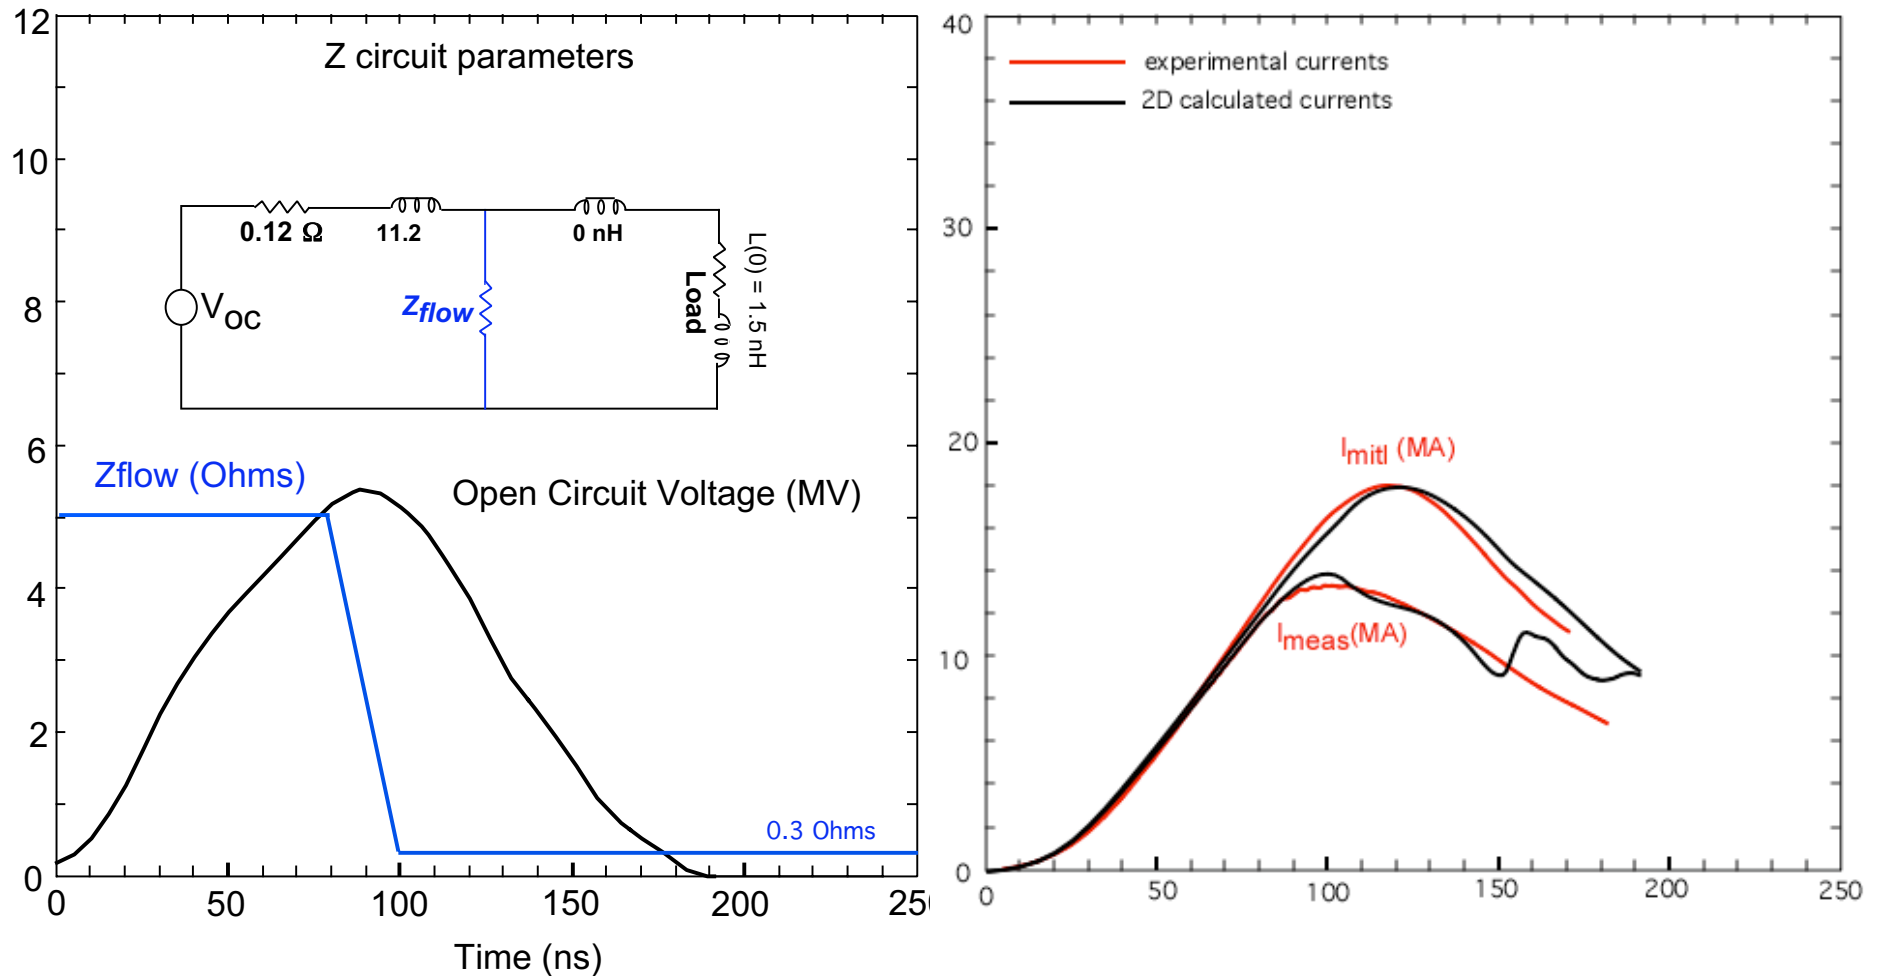 Z circuit parameters
12
10
8
6
4
2
0
0.12 Ω
11.2
0 nH
V_OC
Z_flow
Load
L(0) = 1.5 nH
Zflow (Ohms)
Open Circuit Voltage (MV)
0.3 Ohms
0 50 100 150 200 25
Time (ns)
experimental currents
2D calculated currents
40
30
20
10
0
I_mitl (MA)
I_meas(MA)
0 50 100 150 200 250